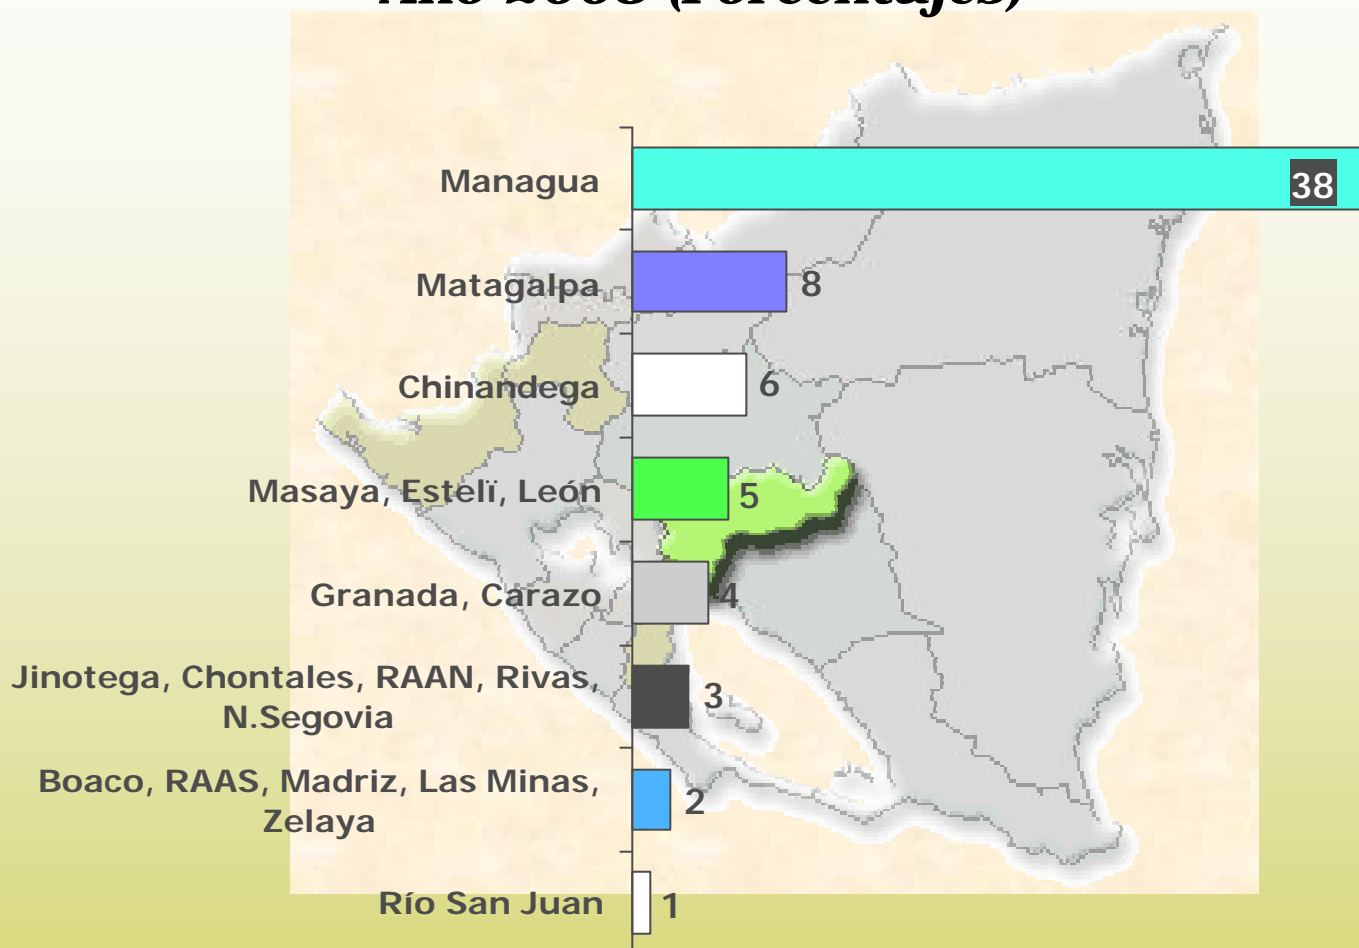 (Porcentajes)
Managua
38
Matagalpa
8
Chinandega
6
Masaya, Estelï, León
5
Granada, Carazo
4
Jinotega, Chontales, RAAN, Rivas,
N.Segovia
3
Boaco, RAAS, Madriz, Las Minas,
Zelaya
2
Río San Juan
1